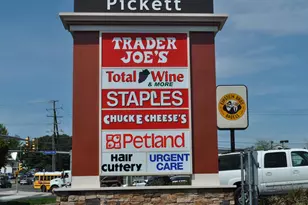 Pickett
TRADER
JOE'S
Total Wine
& MORE
STAPLES
CHUCK E CHEESE'S
Petland
Hair
cuttery
URGENT
CARE